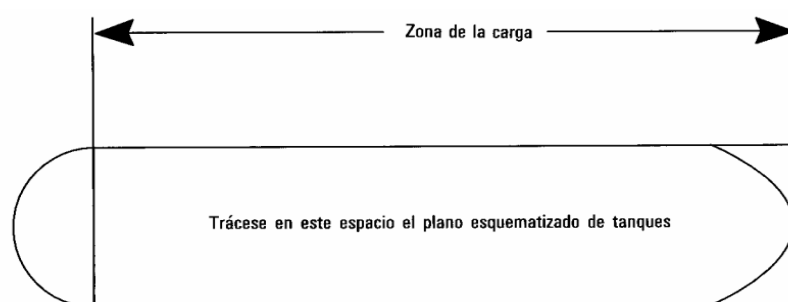 Zona de la carga
Trácese en este espacio el plano esquematizado de tanques